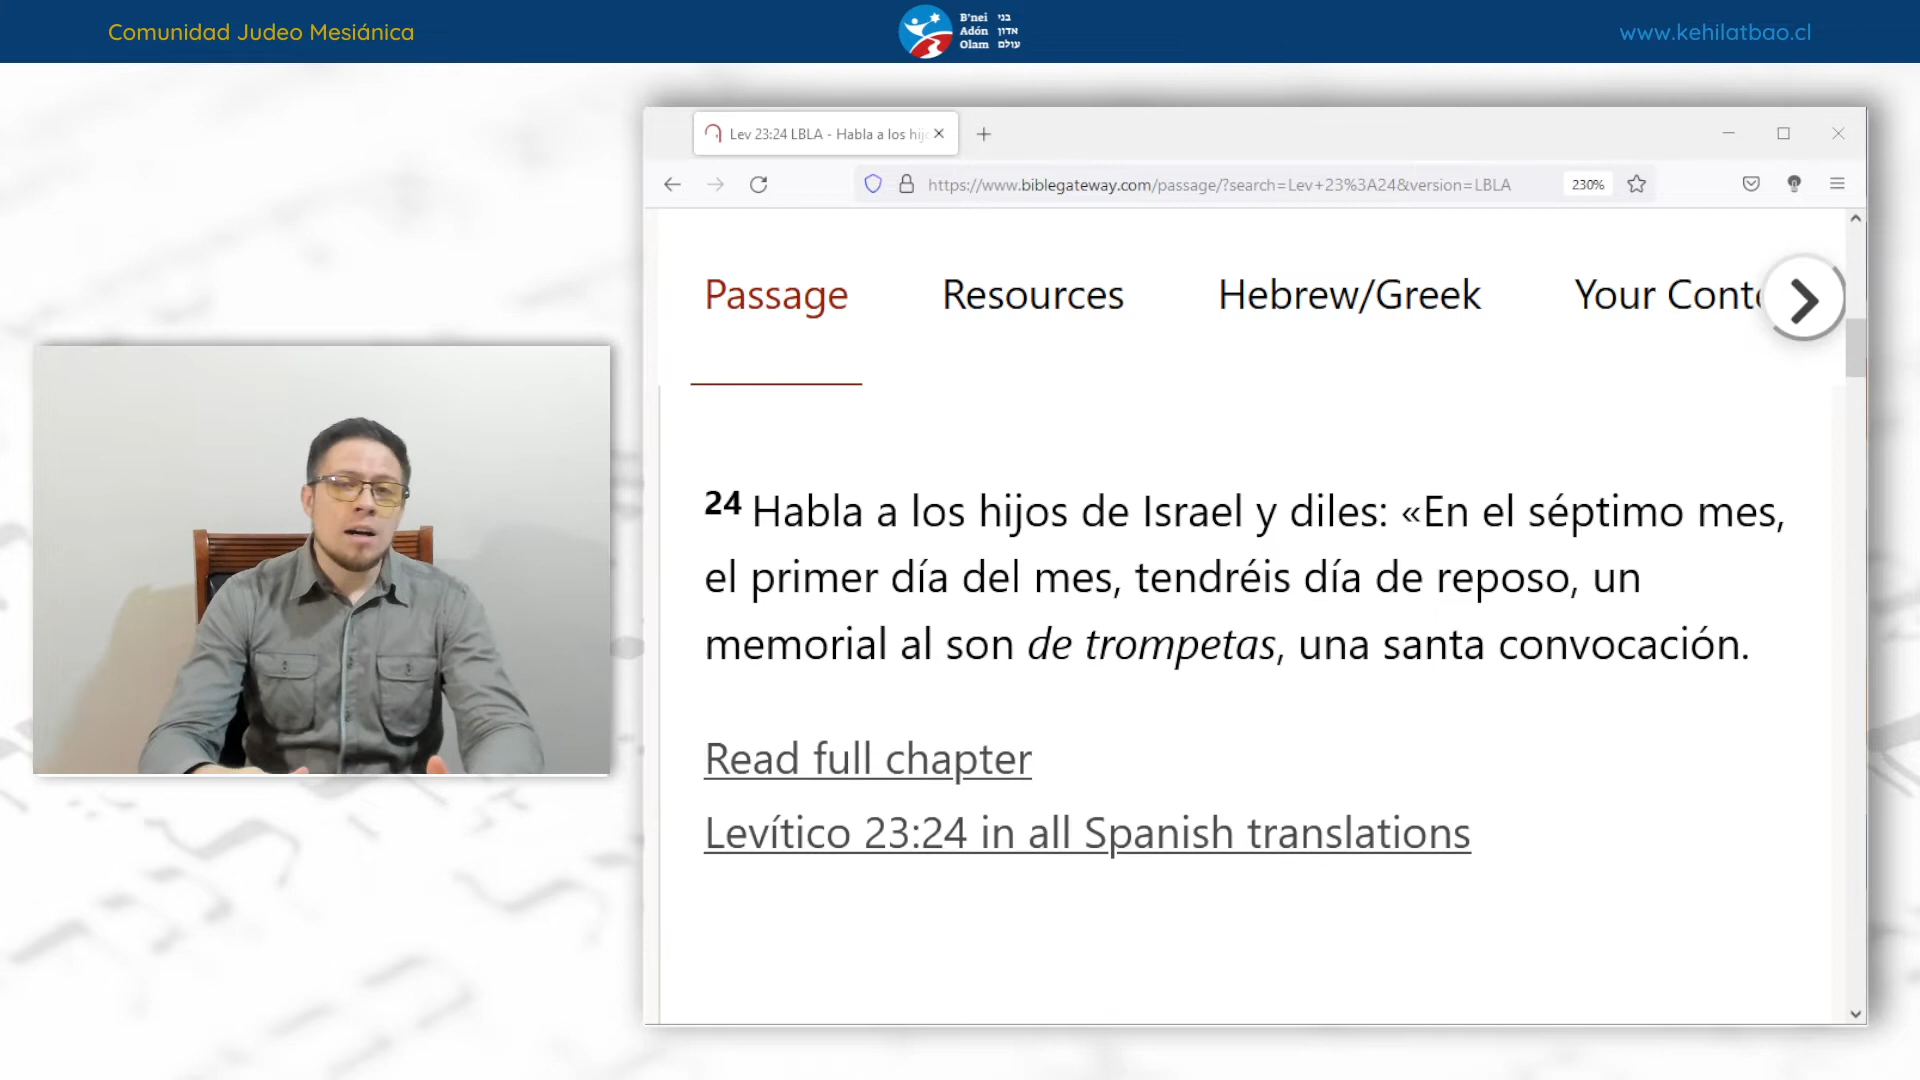 Comunidad Judeo Mesiánica
B'nei בני
Adón אדון
Olam עולם
www.kehilatbao.cl
Lev 23:24 LBLA - Habla a los hij
https://www.biblegateway.com/passage/?search=Lev+23%3A24&version=LBLA
230%
Passage
Resources
Hebrew/Greek
Your Cont
24 Habla a los hijos de Israel y diles: «En el séptimo mes,
el primer día del mes, tendréis día de reposo, un
memorial al son de trompetas, una santa convocación.
Read full chapter
Levítico 23:24 in all Spanish translations